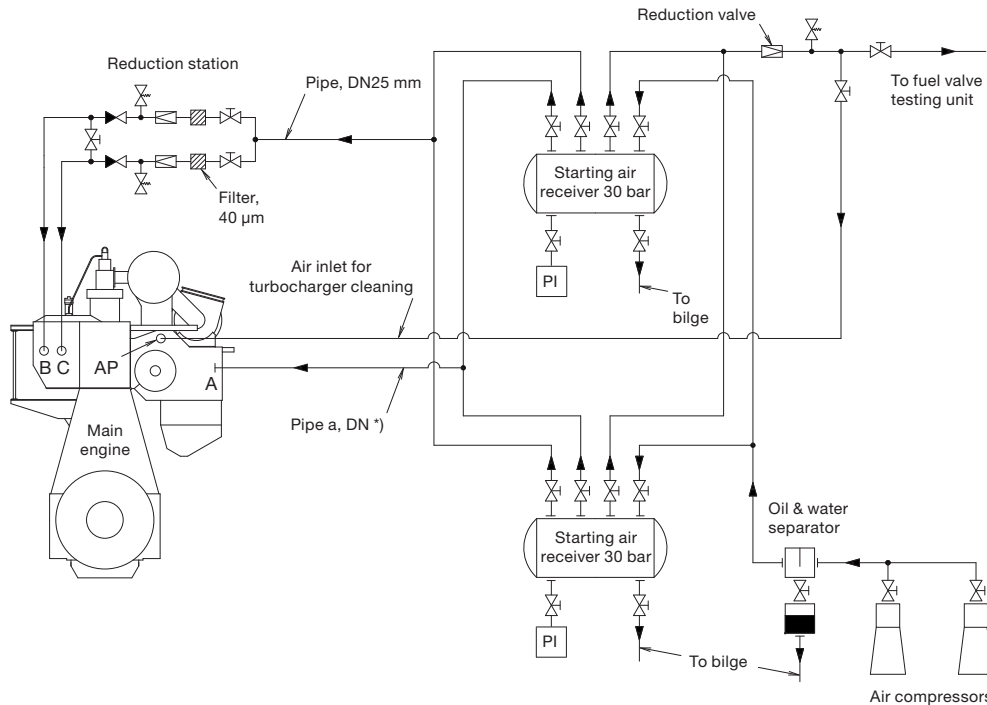 Reduction valve
Reduction station
Pipe, DN25 mm
To fuel valve
testing unit
Starting air
receiver 30 bar
Filter,
40 µm
Air inlet for
turbocharger cleaning
PI
To
bilge
B C AP A
Pipe a, DN *)
Main
engine
Oil & water
separator
Starting air
receiver 30 bar
PI
To bilge
Air compressors